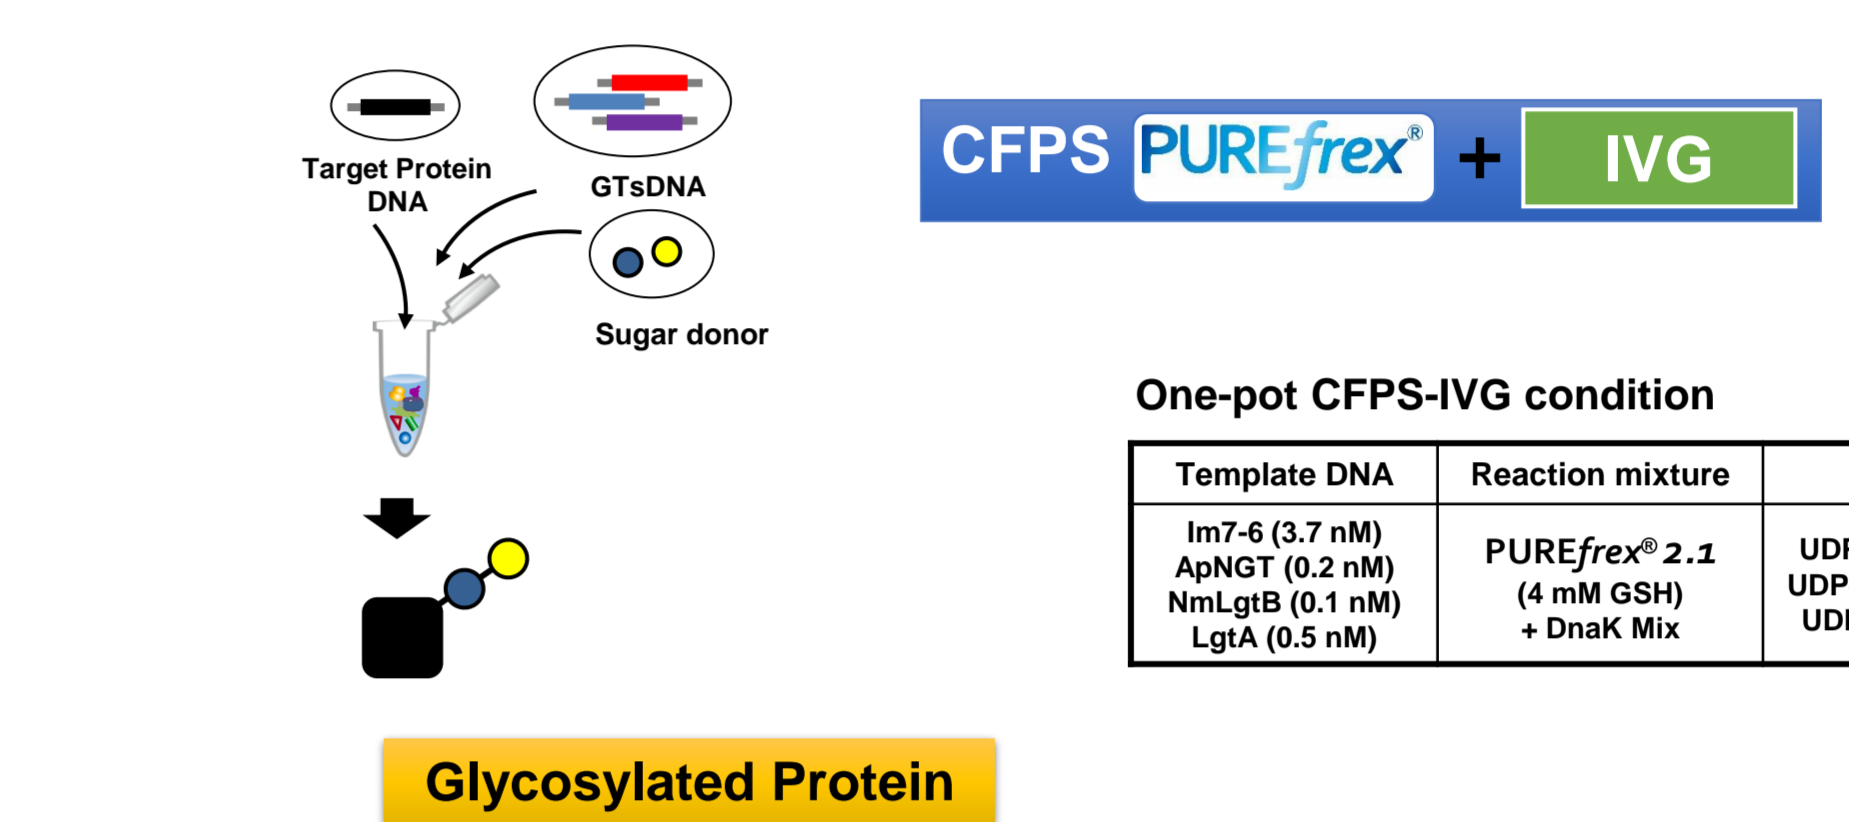 Target Protein
DNA
GTsDNA
Sugar donor
CFPS PUREfrex® + IVG
One-pot CFPS-IVG condition
Template DNA
Reaction mixture
Im7-6 (3.7 nM)
ApNGT (0.2 nM)
NmLgtB (0.1 nM)
LgtA (0.5 nM)
PUREfrex® 2.1
(4 mM GSH)
+ DnaK Mix
UDP
Glycosylated Protein